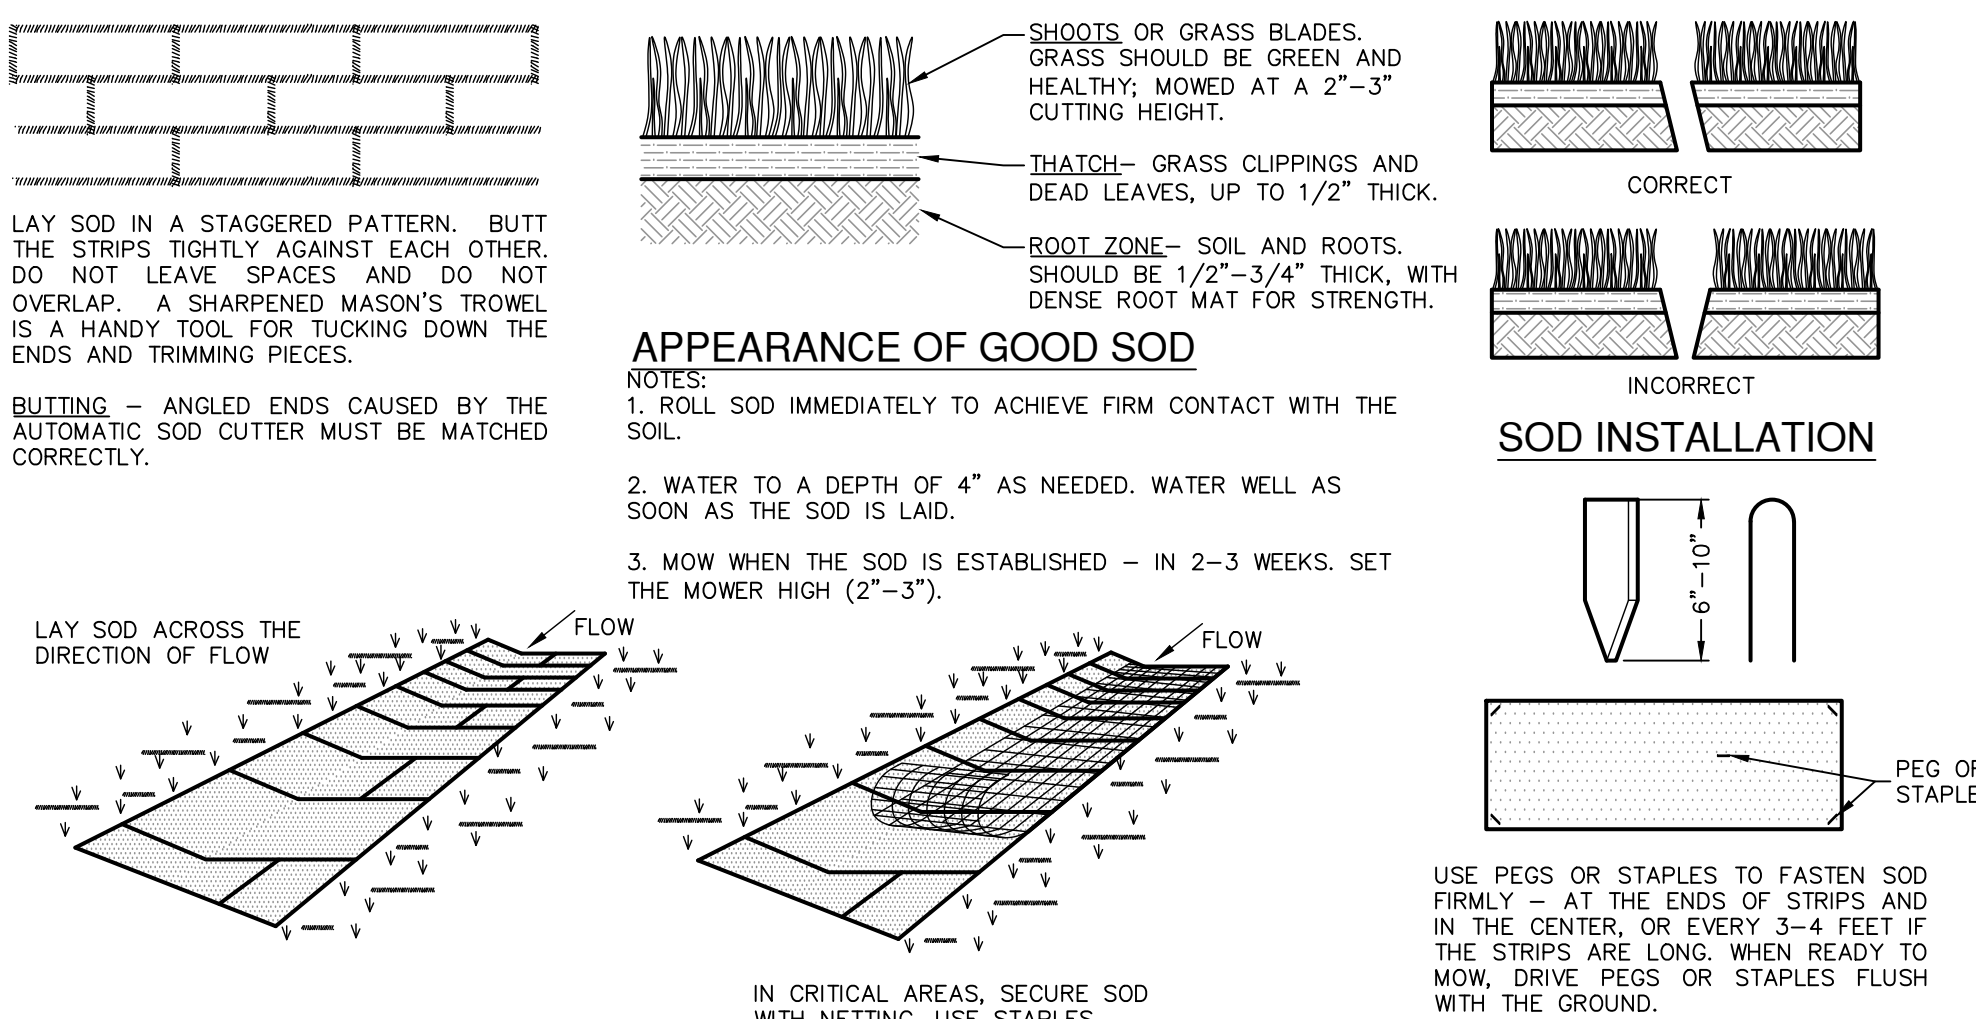 LAY SOD IN A STAGGERED PATTERN. BUTT
THE STRIPS TIGHTLY AGAINST EACH OTHER.
DO NOT LEAVE SPACES AND DO NOT
OVERLAP. A SHARPENED MASON'S TROWEL
IS A HANDY TOOL FOR TUCKING DOWN THE
ENDS AND TRIMMING PIECES.
BUTTING – ANGLED ENDS CAUSED BY THE
AUTOMATIC SOD CUTTER MUST BE MATCHED
CORRECTLY.
SHOOTS OR GRASS BLADES.
GRASS SHOULD BE GREEN AND
HEALTHY; MOWED AT A 2"–3"
CUTTING HEIGHT.
THATCH– GRASS CLIPPINGS AND
DEAD LEAVES, UP TO 1/2" THICK.
ROOT ZONE– SOIL AND ROOTS.
SHOULD BE 1/2"–3/4" THICK, WITH
DENSE ROOT MAT FOR STRENGTH.
APPEARANCE OF GOOD SOD
NOTES:
1. ROLL SOD IMMEDIATELY TO ACHIEVE FIRM CONTACT WITH THE
SOIL.
2. WATER TO A DEPTH OF 4" AS NEEDED. WATER WELL AS
SOON AS THE SOD IS LAID.
3. MOW WHEN THE SOD IS ESTABLISHED – IN 2–3 WEEKS. SET
THE MOWER HIGH (2"–3").
CORRECT
INCORRECT
SOD INSTALLATION
6"–10"
LAY SOD ACROSS THE
DIRECTION OF FLOW
FLOW
FLOW
PEG OR
STAPLE
USE PEGS OR STAPLES TO FASTEN SOD
FIRMLY – AT THE ENDS OF STRIPS AND
IN THE CENTER, OR EVERY 3–4 FEET IF
THE STRIPS ARE LONG. WHEN READY TO
MOW, DRIVE PEGS OR STAPLES FLUSH
WITH THE GROUND.
IN CRITICAL AREAS, SECURE SOD
WITH NETTING. USE STAPLES.